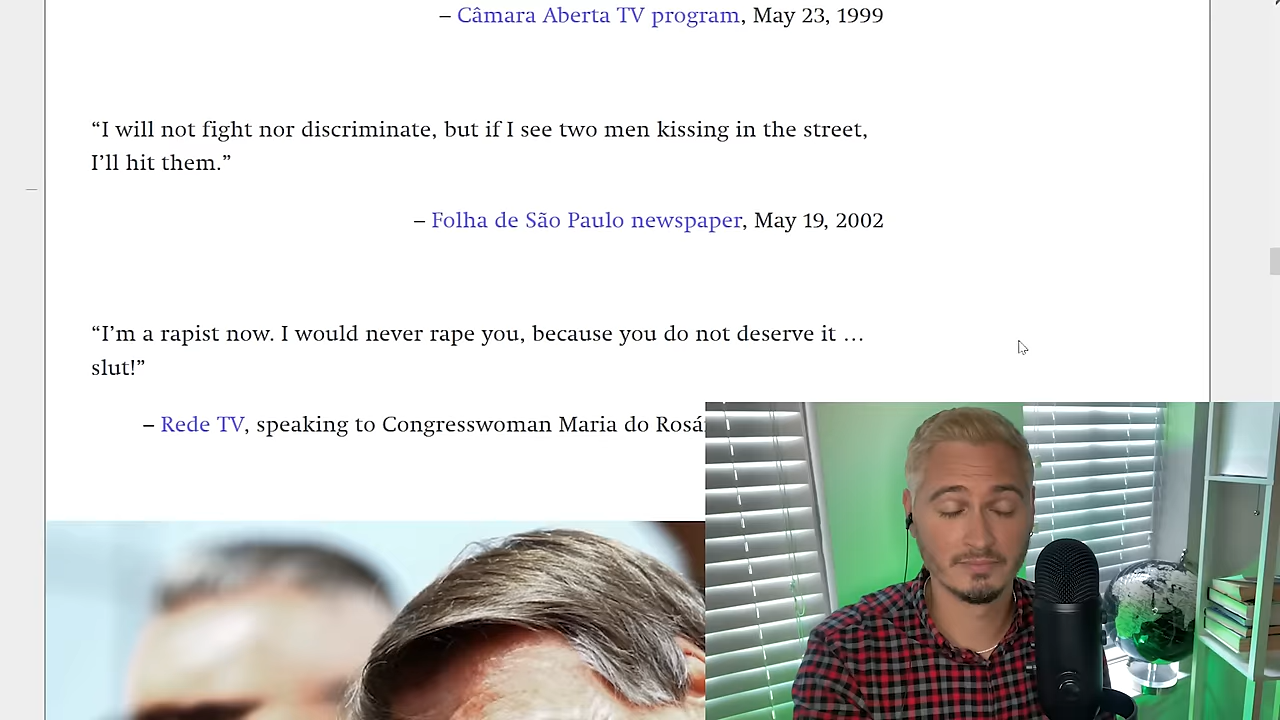 – Câmara Aberta TV program, May 23, 1999
“I will not fight nor discriminate, but if I see two men kissing in the street,
I’ll hit them.”
– Folha de São Paulo newspaper, May 19, 2002
“I’m a rapist now. I would never rape you, because you do not deserve it …
slut!”
– Rede TV, speaking to Congresswoman Maria do